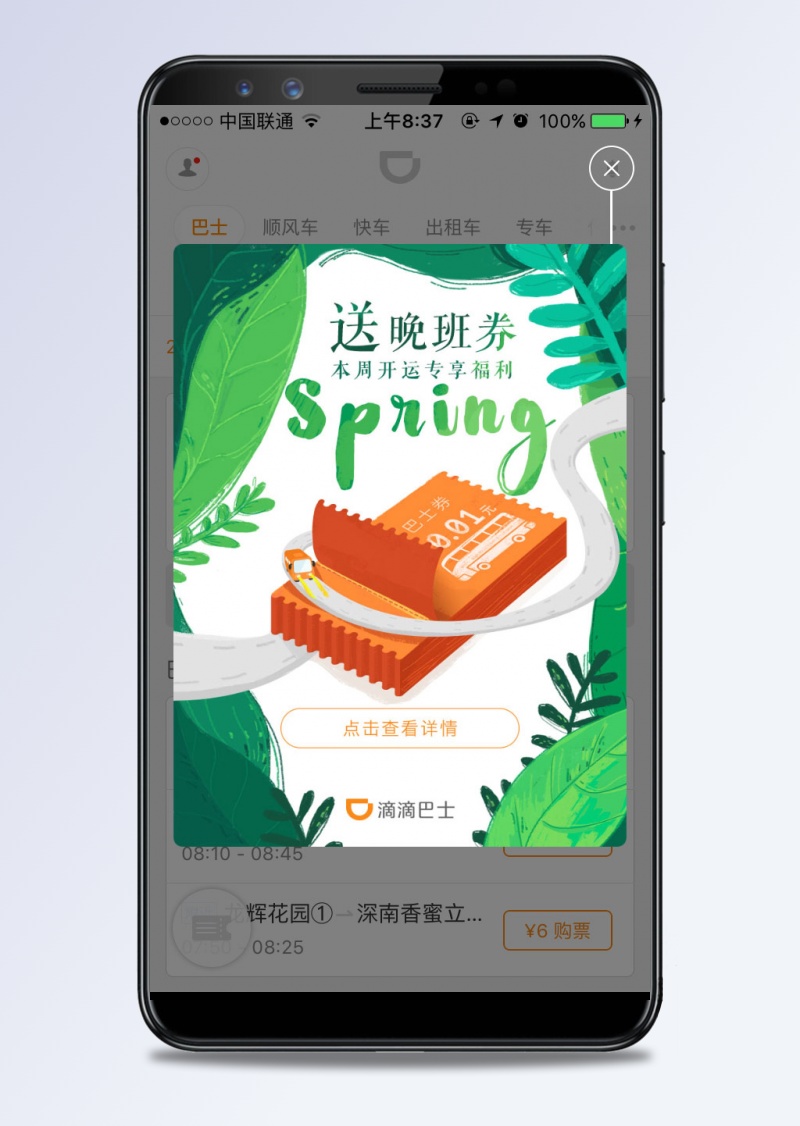 中国联通 上午8:37 100%
巴士 顺风车 快车 出租车 专车
送晚班券
本周开运专享福利
Spring
巴士券
0.01元
点击查看详情
滴滴巴士
08:10 - 08:45
龙辉花园① → 深南香蜜立...
¥6 购票
08:25